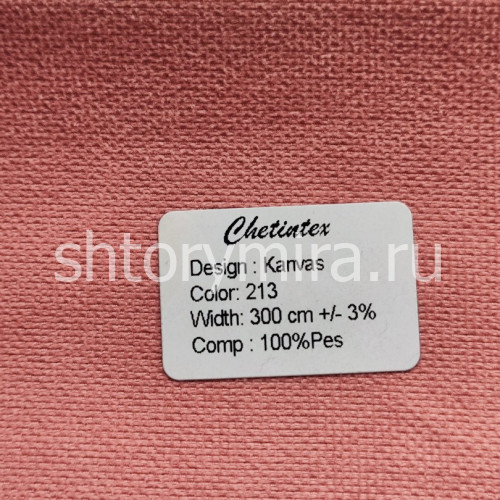 Chetintex
shtorymira.ru
Design : Kanvas
Color: 213
Width: 300 cm +/- 3%
Comp : 100%Pes